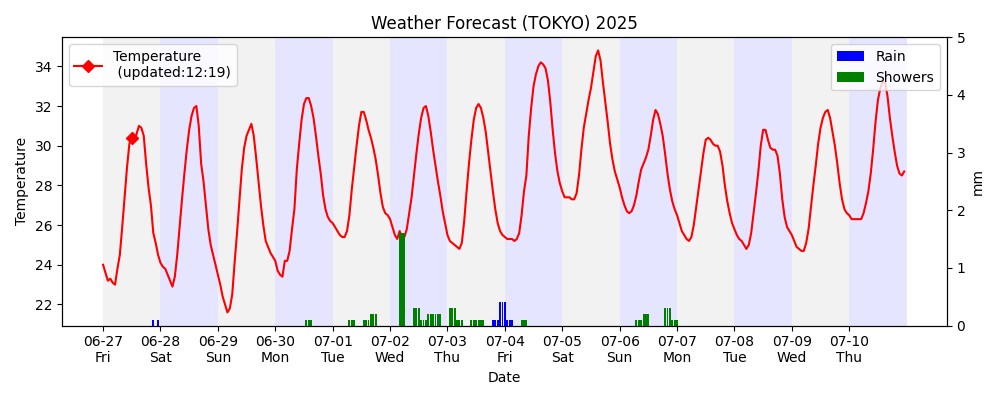 Weather Forecast (TOKYO) 2025
Temperature
(updated:12:19)
Rain
Showers
Temperature
34
32
30
28
26
24
22
5
4
3
2
1
0
mm
06-27 06-28 06-29 06-30 07-01 07-02 07-03 07-04 07-05 07-06 07-07 07-08 07-09 07-10
Fri Sat Sun Mon Tue Wed Thu Fri Sat Sun Mon Tue Wed Thu
Date